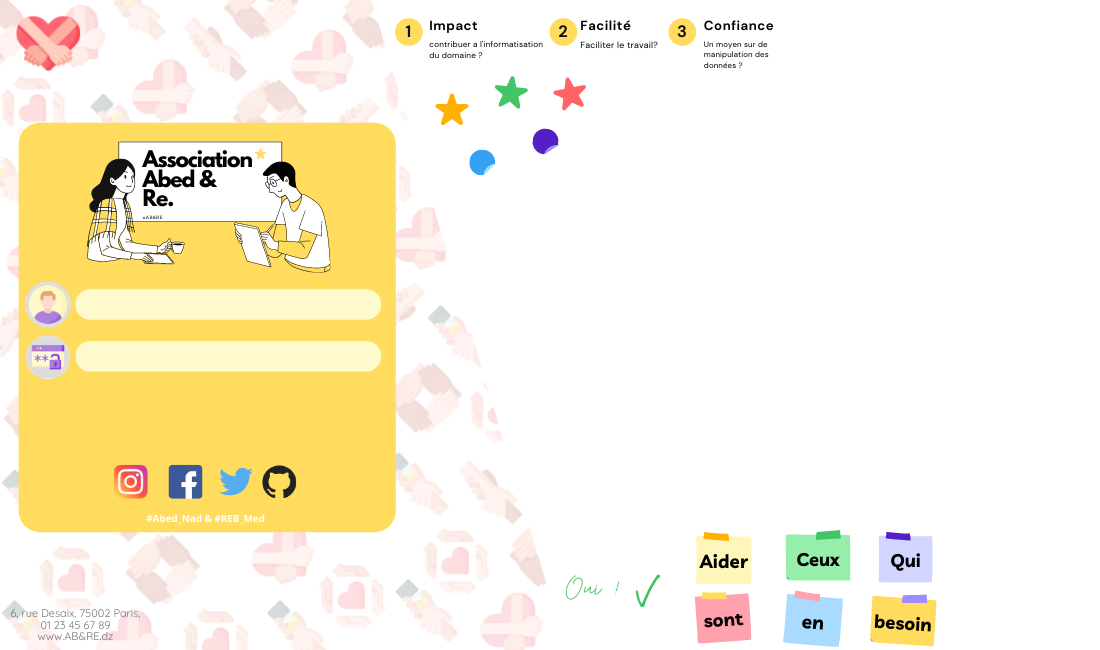 1 Impact
contribuer a l'informatisation
du domaine ?
2 Facilité
Faciliter le travail?
3 Confiance
Un moyen sur de
manipulation des
données ?
Association
Abed &
Re.
#AB&RE
**
#Abed_Nad & #REB_Med
Oui !
Aider
Ceux
Qui
sont
en
besoin
6, rue Desaix, 75002 Paris,
01 23 45 67 89
www.AB&RE.dz